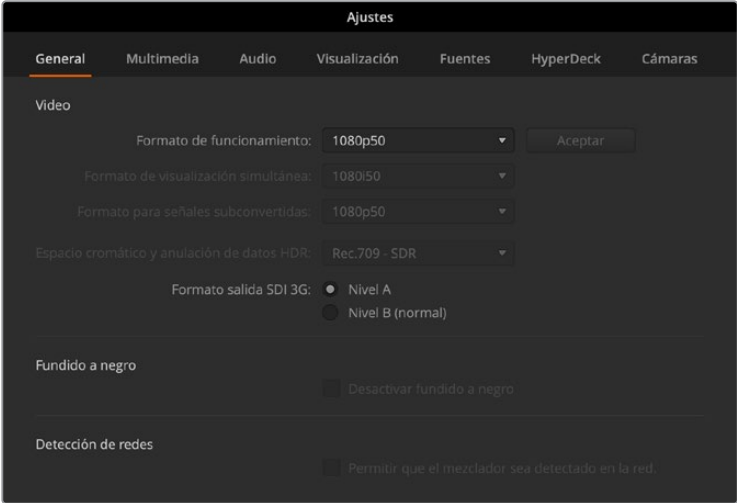 Ajustes
General Multimedia Audio Visualización Fuentes HyperDeck Cámaras
Video
Formato de funcionamiento: 1080p50 Aceptar
Formato de visualización simultánea: 1080i50
Formato para señales subconvertidas: 1080p50
Espacio cromático y anulación de datos HDR: Rec.709 - SDR
Formato salida SDI 3G: Nivel A
Nivel B (normal)
Fundido a negro
Desactivar fundido a negro
Detección de redes
Permitir que el mezclador sea detectado en la red.